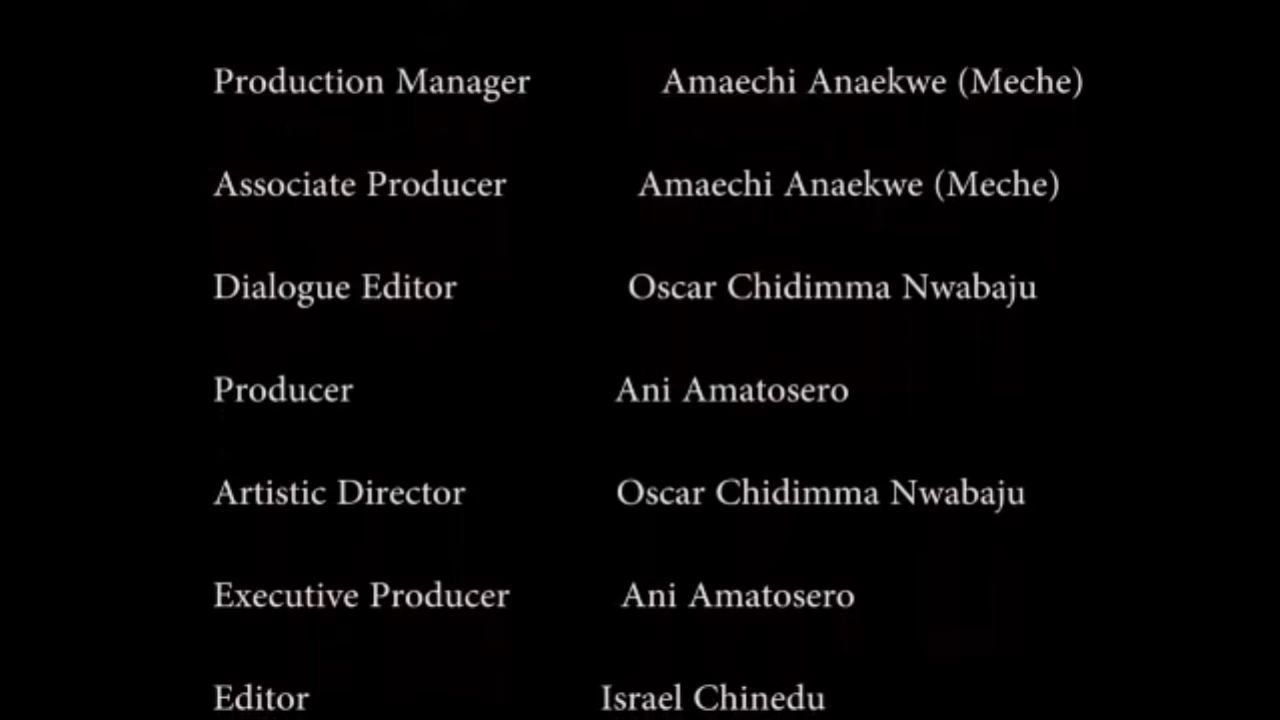 Production Manager Amaechi Anaekwe (Meche)
Associate Producer Amaechi Anaekwe (Meche)
Dialogue Editor Oscar Chidimma Nwabaju
Producer Ani Amatosero
Artistic Director Oscar Chidimma Nwabaju
Executive Producer Ani Amatosero
Editor Israel Chinedu